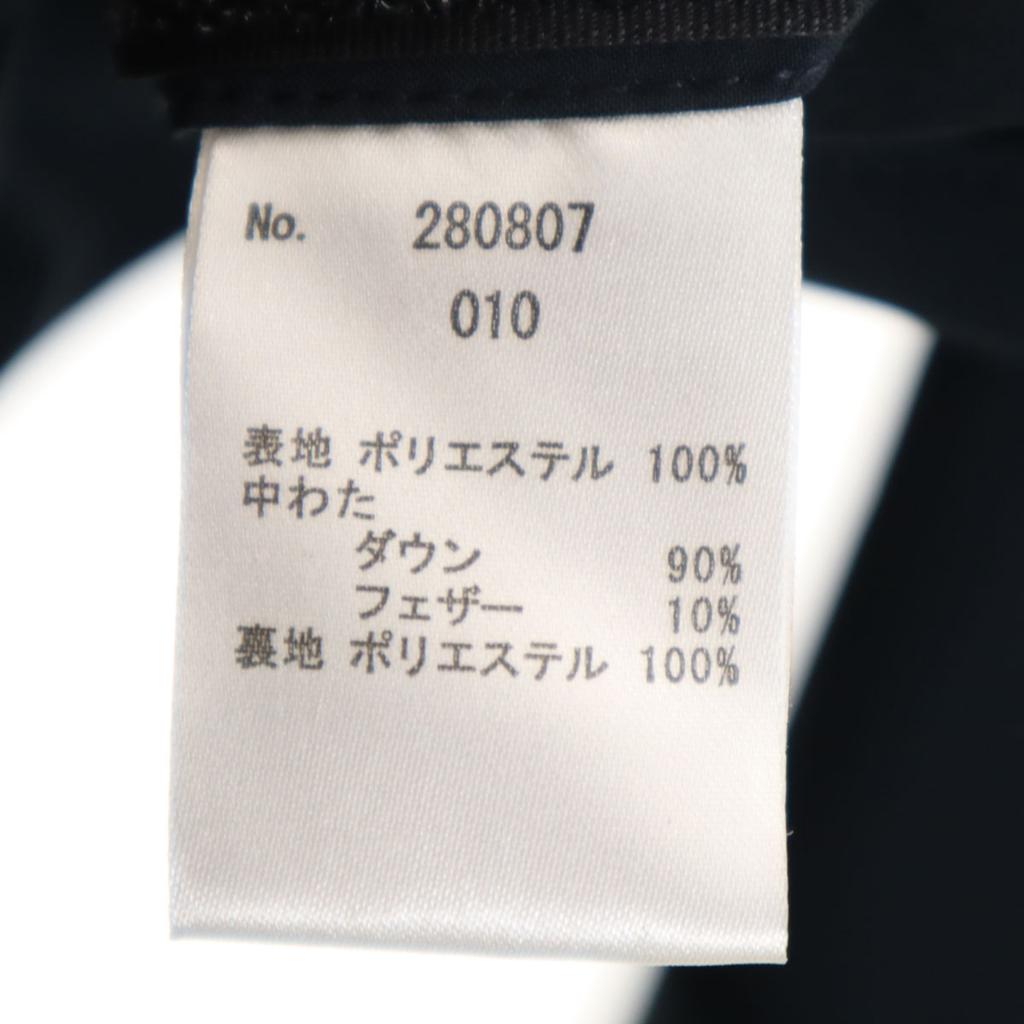 No. 280807
010
表地 ポリエステル 100%
中わた
ダウン 90%
フェザー 10%
裏地 ポリエステル 100%